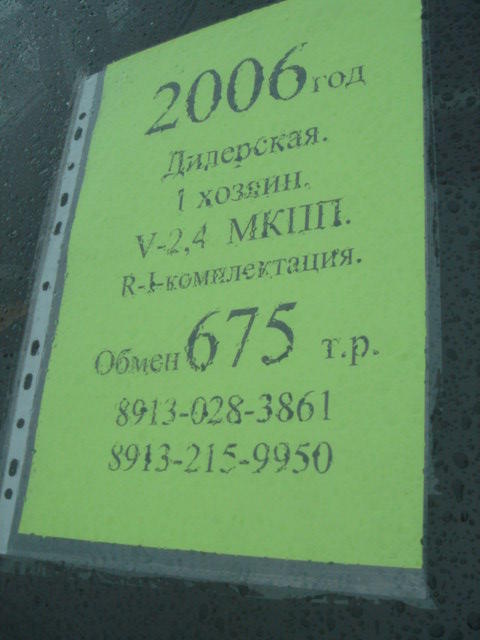 2006 год
Дилерская.
1 хозяин.
V-2,4 МКПП.
R-1-комплектация.
Обмен 675 т.р.
8913-028-3861
8913-215-9950